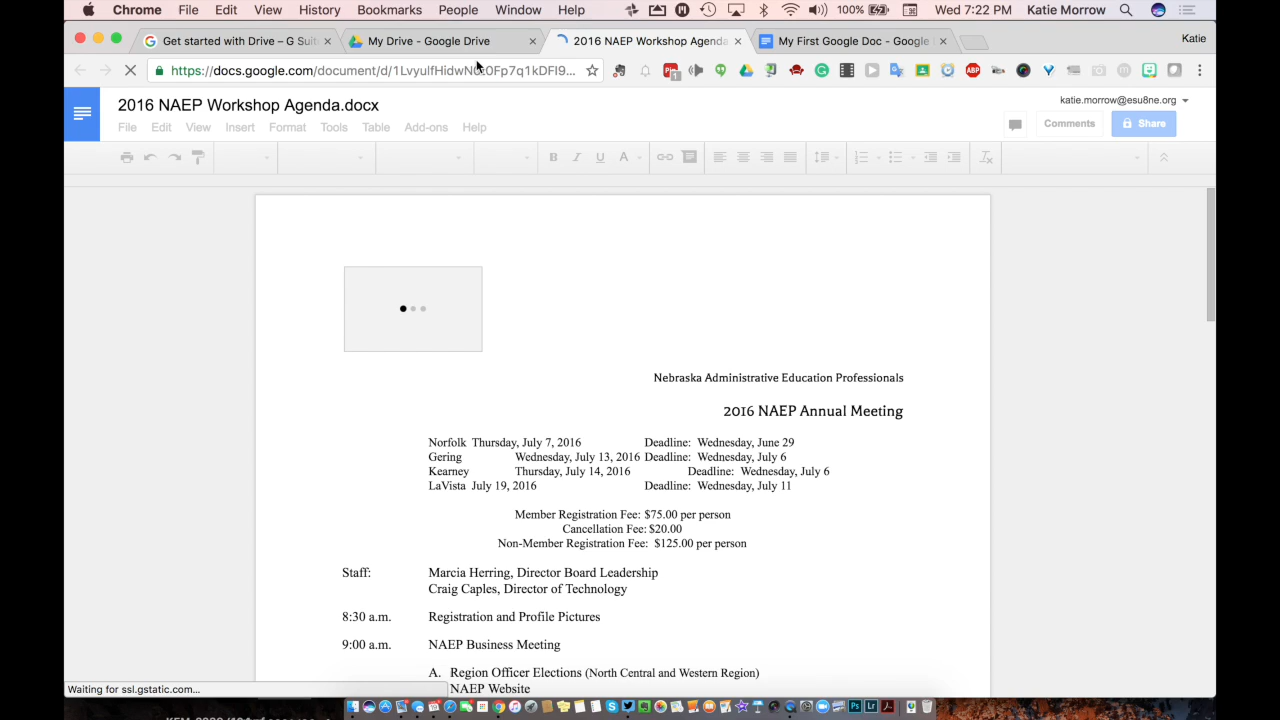 Chrome File Edit View History Bookmarks People Window Help 100% Wed 7:22 PM Katie Morrow
Get started with Drive – G Suit My Drive - Google Drive 2016 NAEP Workshop Agenda My First Google Doc - Google Katie
https://docs.google.com/document/d/
2016 NAEP Workshop Agenda.docx
katie.morrow@esu8ne.org
File Edit View Insert Format Tools Table Add-ons Help
Comments Share
Nebraska Administrative Education Professionals
2016 NAEP Annual Meeting
Norfolk Thursday, July 7, 2016 Deadline: Wednesday, June 29
Gering Wednesday, July 13, 2016 Deadline: Wednesday, July 6
Kearney Thursday, July 14, 2016 Deadline: Wednesday, July 6
LaVista July 19, 2016 Deadline: Wednesday, July 11
Member Registration Fee: $75.00 per person
Cancellation Fee: $20.00
Non-Member Registration Fee: $125.00 per person
Staff: Marcia Herring, Director Board Leadership
Craig Caples, Director of Technology
8:30 a.m. Registration and Profile Pictures
9:00 a.m. NAEP Business Meeting
A. Region Officer Elections (North Central and Western Region)
NAEP Website
Waiting for ssl.gstatic.com...